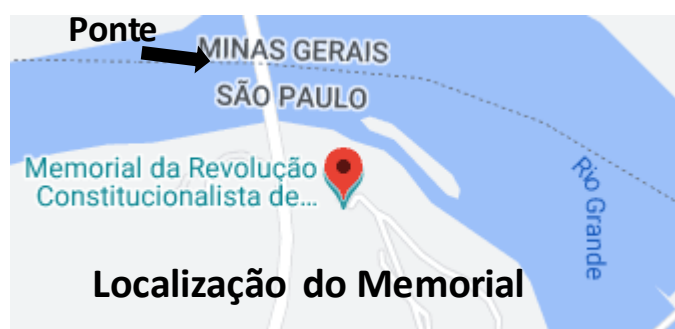 Ponte
MINAS GERAIS
SÃO PAULO
Memorial da Revolução
Constitucionalista de...
Rio Grande
Localização do Memorial